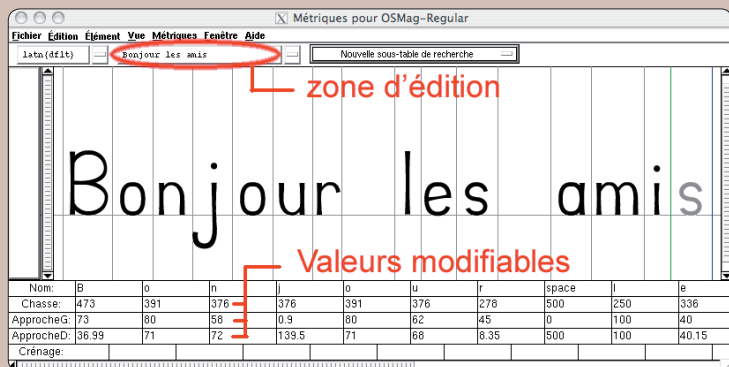 Métriques pour OSMag-Regular
Fichier Édition Élément Vue Métriques Fenêtre Aide
latn{dflt} Bonjour les amis Nouvelle sous-table de recherche
zone d'édition
Bonjour les amis
Valeurs modifiables
Nom: B o n j o u r space l e
Chasse: 473 391 376 376 391 376 278 500 250 336
ApprocheG: 73 80 58 0.9 80 62 45 0 100 40
ApprocheD: 36.99 71 72 139.5 71 68 8.35 500 100 40.15
Crénage: